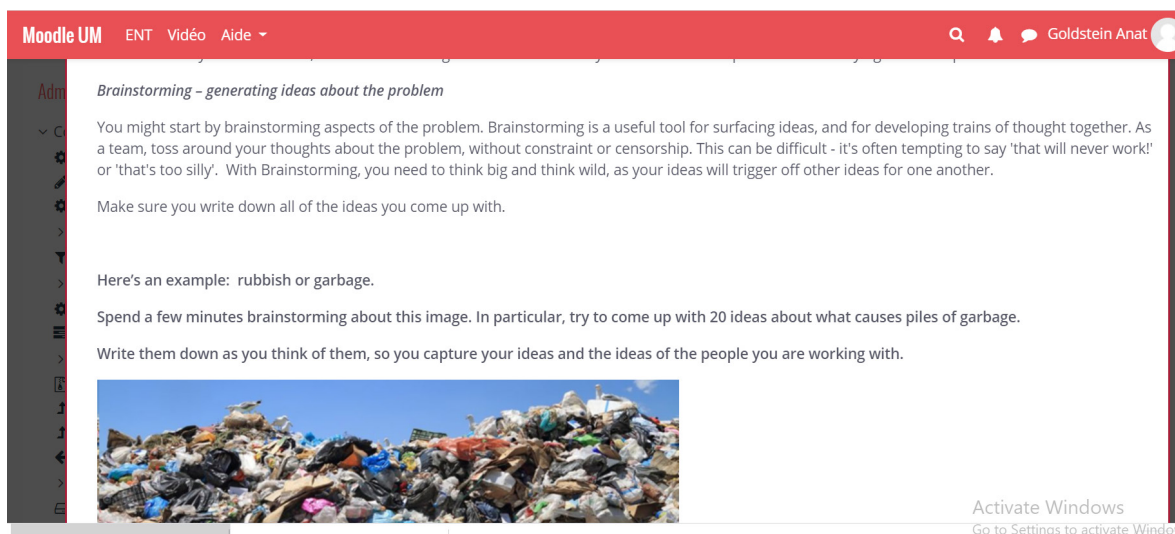 Moodle UM ENT Vidéo Aide Goldstein Anat
Adm
Brainstorming – generating ideas about the problem
You might start by brainstorming aspects of the problem. Brainstorming is a useful tool for surfacing ideas, and for developing trains of thought together. As
a team, toss around your thoughts about the problem, without constraint or censorship. This can be difficult - it's often tempting to say 'that will never work!'
or 'that's too silly'. With Brainstorming, you need to think big and think wild, as your ideas will trigger off other ideas for one another.
Make sure you write down all of the ideas you come up with.
Here’s an example: rubbish or garbage.
Spend a few minutes brainstorming about this image. In particular, try to come up with 20 ideas about what causes piles of garbage.
Write them down as you think of them, so you capture your ideas and the ideas of the people you are working with.
Activate Windows
Go to Settings to activate Windo